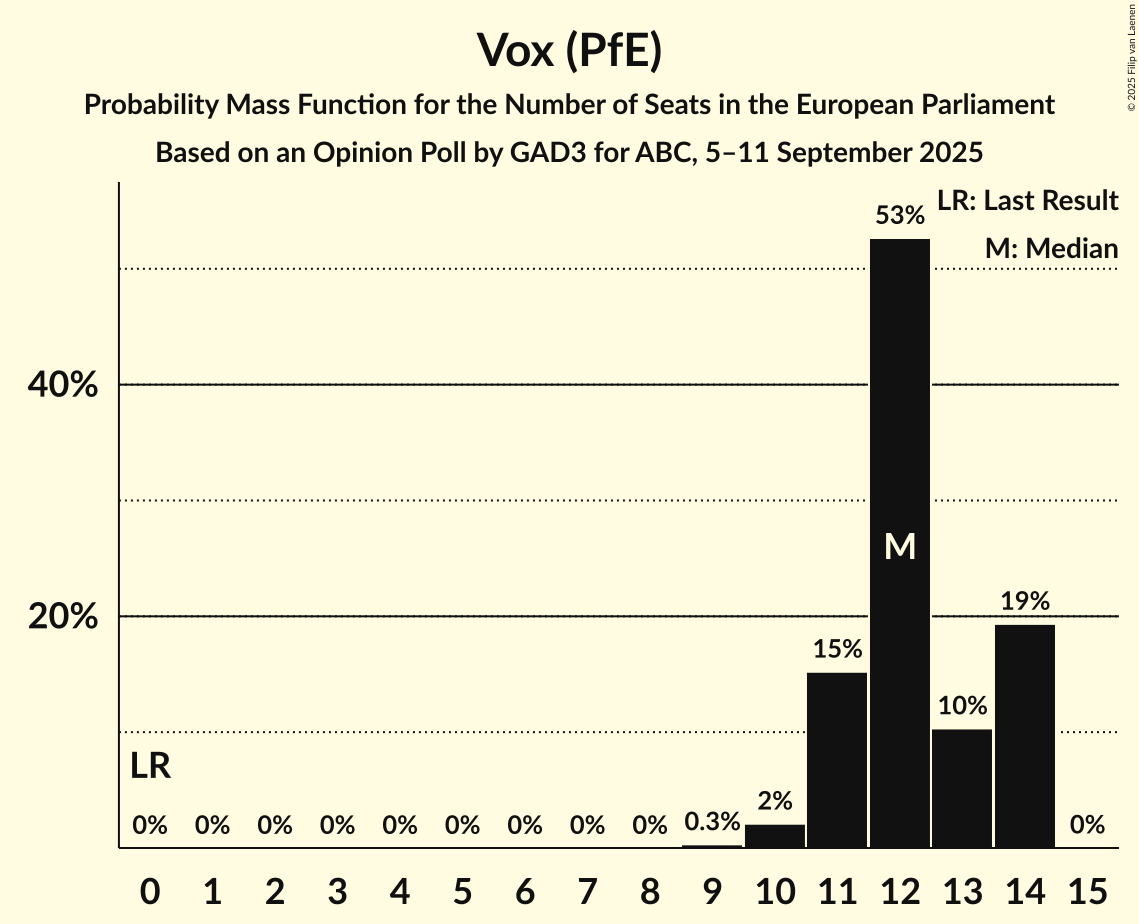 Vox (PfE)
Probability Mass Function for the Number of Seats in the European Parliament
Based on an Opinion Poll by GAD3 for ABC, 5–11 September 2025
© 2025 Filip van Laenen
LR: Last Result
M: Median
40%
20%
LR
M
0% 0% 0% 0% 0% 0% 0% 0% 0% 0.3% 2% 15% 53% 10% 19% 0%
0 1 2 3 4 5 6 7 8 9 10 11 12 13 14 15